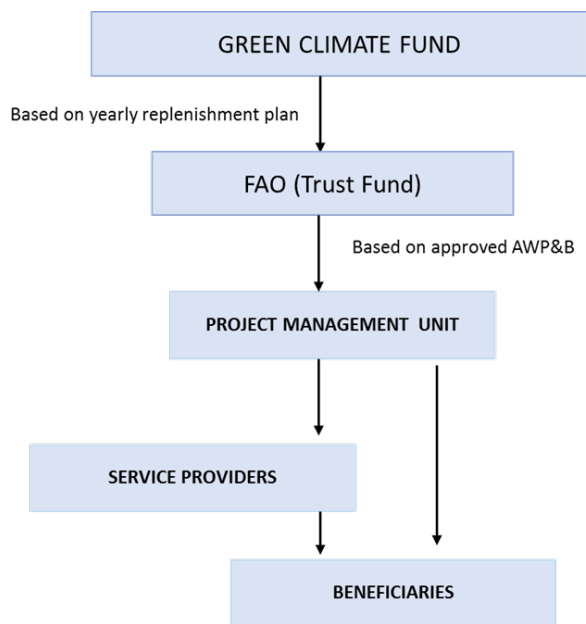 GREEN CLIMATE FUND
Based on yearly replenishment plan
FAO (Trust Fund)
Based on approved AWP&B
PROJECT MANAGEMENT UNIT
SERVICE PROVIDERS
BENEFICIARIES